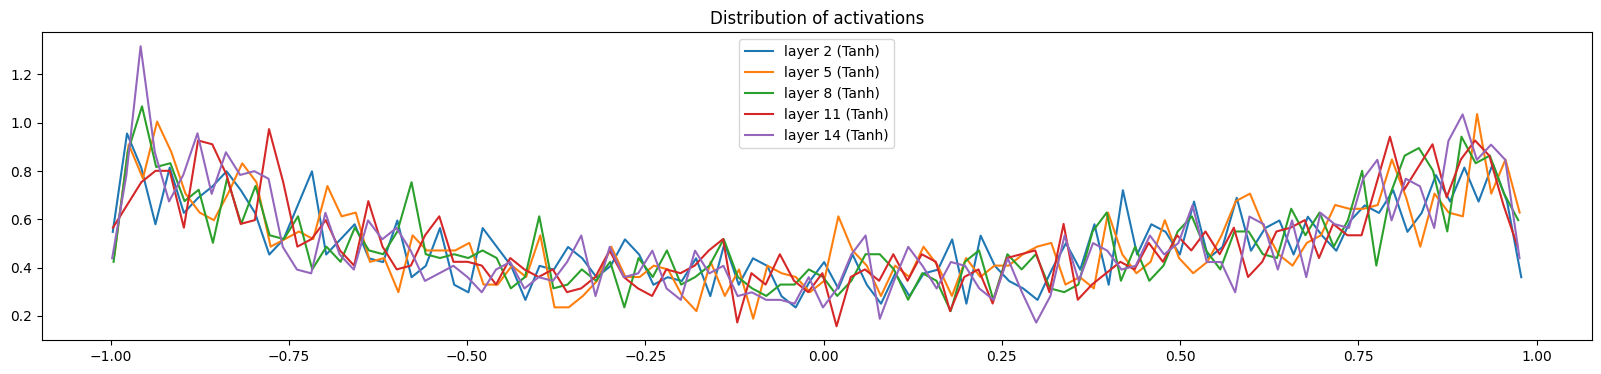 Distribution of activations
layer 2 (Tanh)
layer 5 (Tanh)
layer 8 (Tanh)
layer 11 (Tanh)
layer 14 (Tanh)
1.2
1.0
0.8
0.6
0.4
0.2
−1.00 −0.75 −0.50 −0.25 0.00 0.25 0.50 0.75 1.00